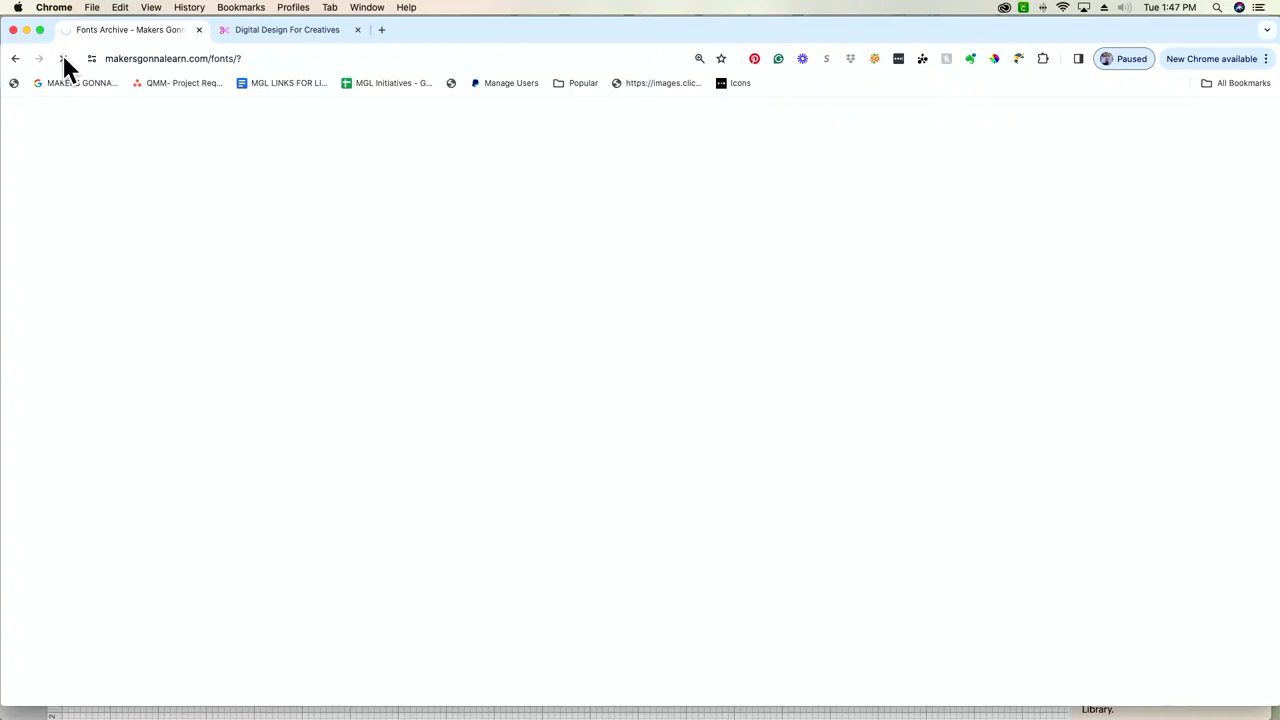 Chrome File Edit View History Bookmarks Profiles Tab Window Help Tue 1:47 PM
Fonts Archive - Makers Gonn Digital Design For Creatives
makersgonnalearn.com/fonts/? Paused New Chrome available
MAKERS GONNA... QMM- Project Req... MGL LINKS FOR LI... MGL Initiatives - G... Manage Users Popular https://images.clic... Icons All Bookmarks
Library.